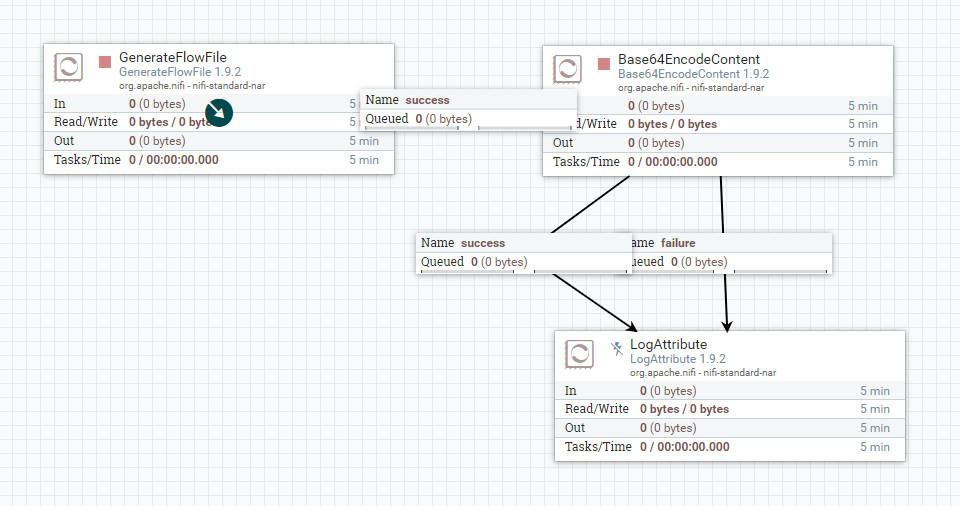 GenerateFlowFile
GenerateFlowFile 1.9.2
org.apache.nifi - nifi-standard-nar
In 0 (0 bytes) 5
Read/Write 0 bytes / 0
Out 0 (0 bytes) 5 min
Tasks/Time 0 / 00:00:00.000 5 min
Name success
Queued 0 (0 bytes)
Base64EncodeContent
Base64EncodeContent 1.9.2
org.apache.nifi - nifi-standard-nar
0 (0 bytes) 5 min
d/Write 0 bytes / 0 bytes 5 min
Out 0 (0 bytes) 5 min
Tasks/Time 0 / 00:00:00.000 5 min
Name success
Queued 0 (0 bytes)
ame failure
ueued 0 (0 bytes)
LogAttribute
LogAttribute 1.9.2
org.apache.nifi - nifi-standard-nar
In 0 (0 bytes) 5 min
Read/Write 0 bytes / 0 bytes 5 min
Out 0 (0 bytes) 5 min
Tasks/Time 0 / 00:00:00.000 5 min